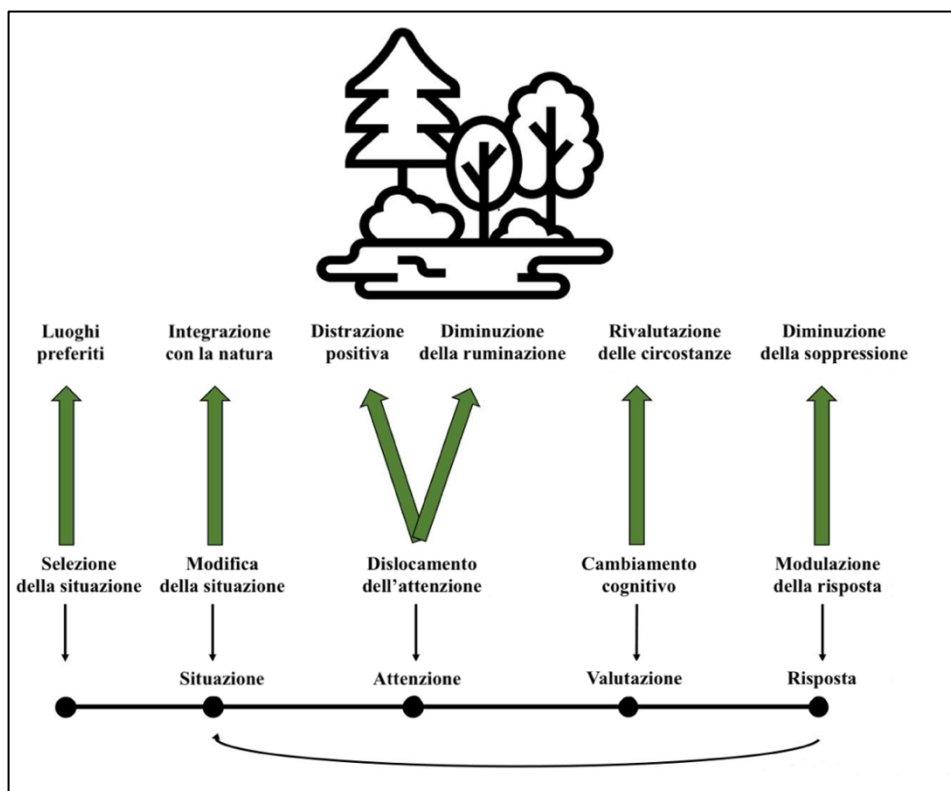 Luoghi
preferiti
Integrazione
con la natura
Distrazione
positiva
Diminuzione
della ruminazione
Rivalutazione
delle circostanze
Diminuzione
della soppressione
Selezione
della situazione
Modifica
della situazione
Dislocamento
dell'attenzione
Cambiamento
cognitivo
Modulazione
della risposta
Situazione
Attenzione
Valutazione
Risposta